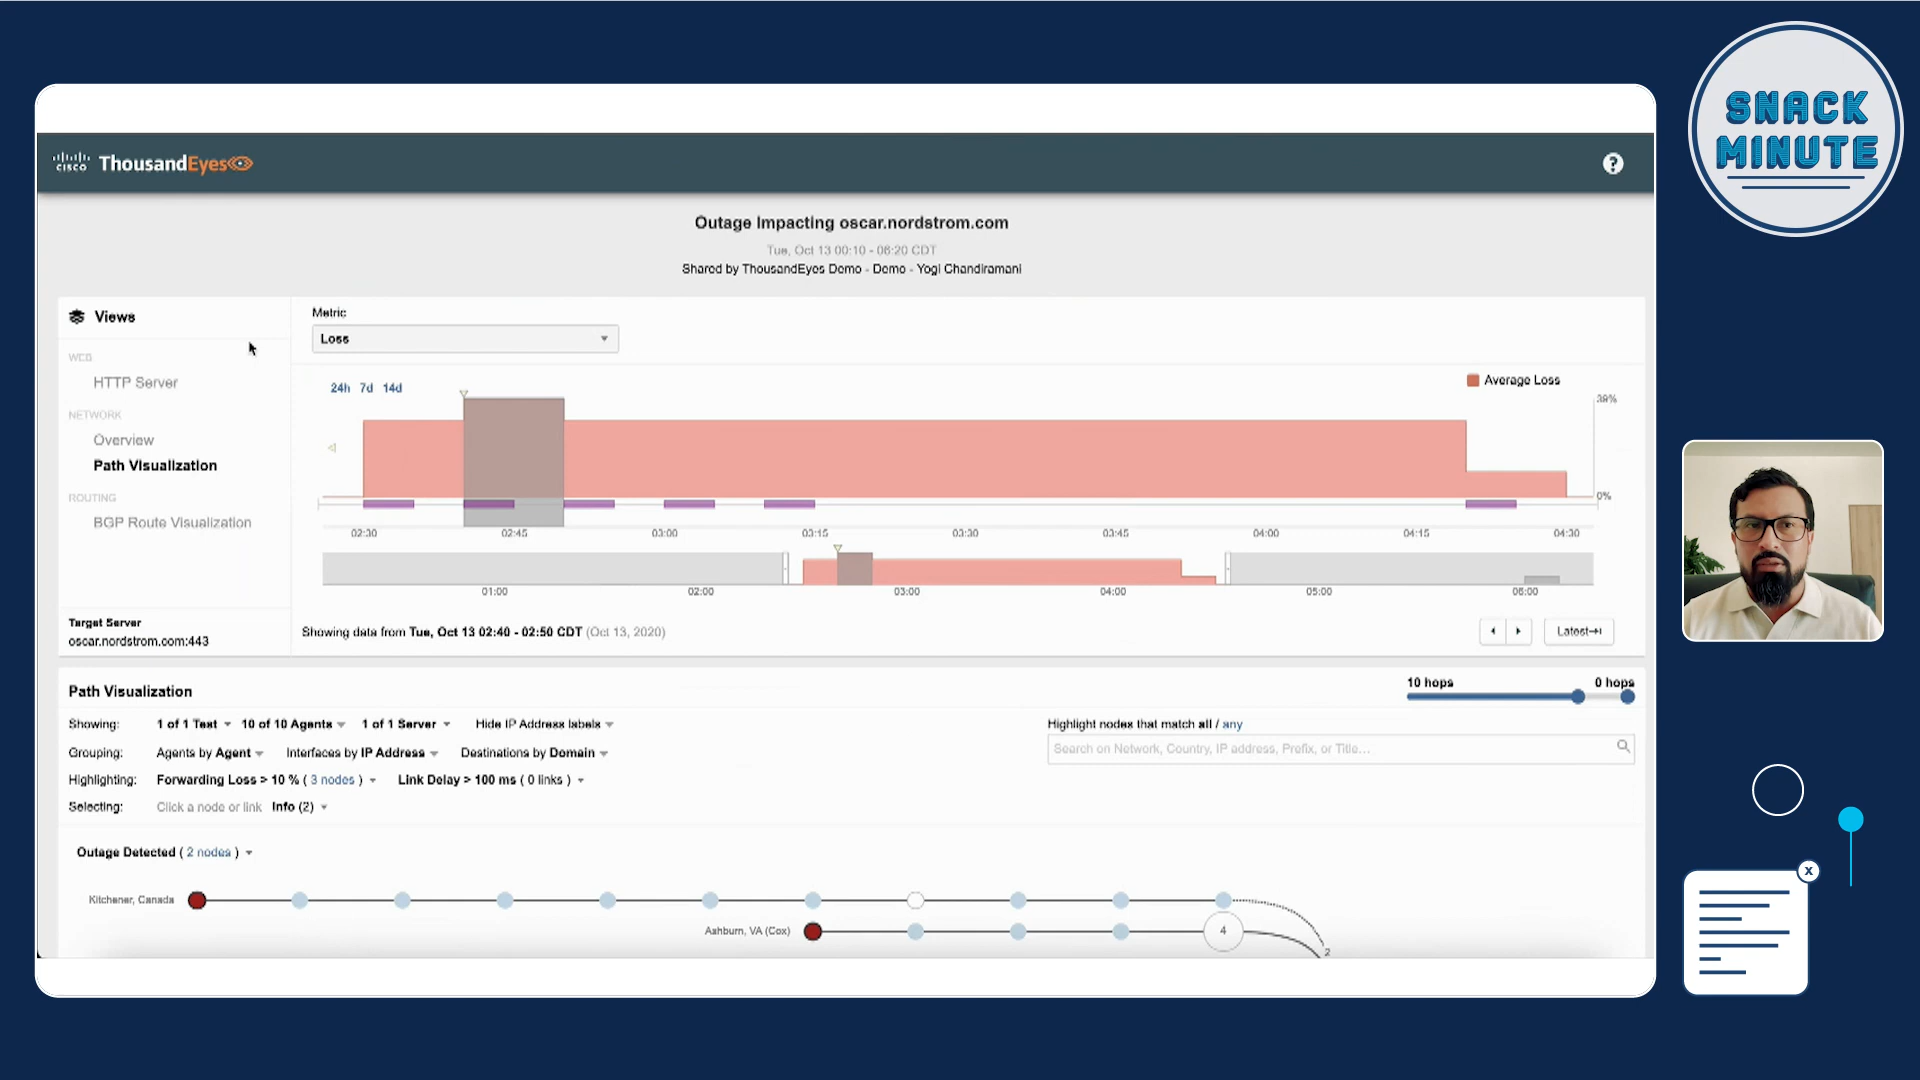 SNACK
MINUTE
CISCO ThousandEyes
?
Outage Impacting oscar.nordstrom.com
Tue, Oct 13 00:10 - 06:20 CDT
Shared by ThousandEyes Demo - Demo - Yogi Chandiramani
Views
WEB
HTTP Server
NETWORK
Overview
Path Visualization
ROUTING
BGP Route Visualization
Target Server
oscar.nordstrom.com:443
Metric
Loss
24h 7d 14d
Average Loss
39%
0%
02:30 02:45 03:00 03:15 03:30 03:45 04:00 04:15 04:30
01:00 02:00 03:00 04:00 05:00 06:00
Showing data from Tue, Oct 13 02:40 - 02:50 CDT (Oct 13, 2020)
Latest
Path Visualization
10 hops 0 hops
Showing: 1 of 1 Test 10 of 10 Agents 1 of 1 Server Hide IP Address labels
Highlight nodes that match all / any
Grouping: Agents by Agent Interfaces by IP Address Destinations by Domain
Search on Network, Country, IP address, Prefix, or Title...
Highlighting: Forwarding Loss > 10 % ( 3 nodes ) Link Delay > 100 ms ( 0 links )
Selecting: Click a node or link Info (2)
Outage Detected ( 2 nodes )
Kitchener, Canada
Ashburn, VA (Cox)
4
2
x